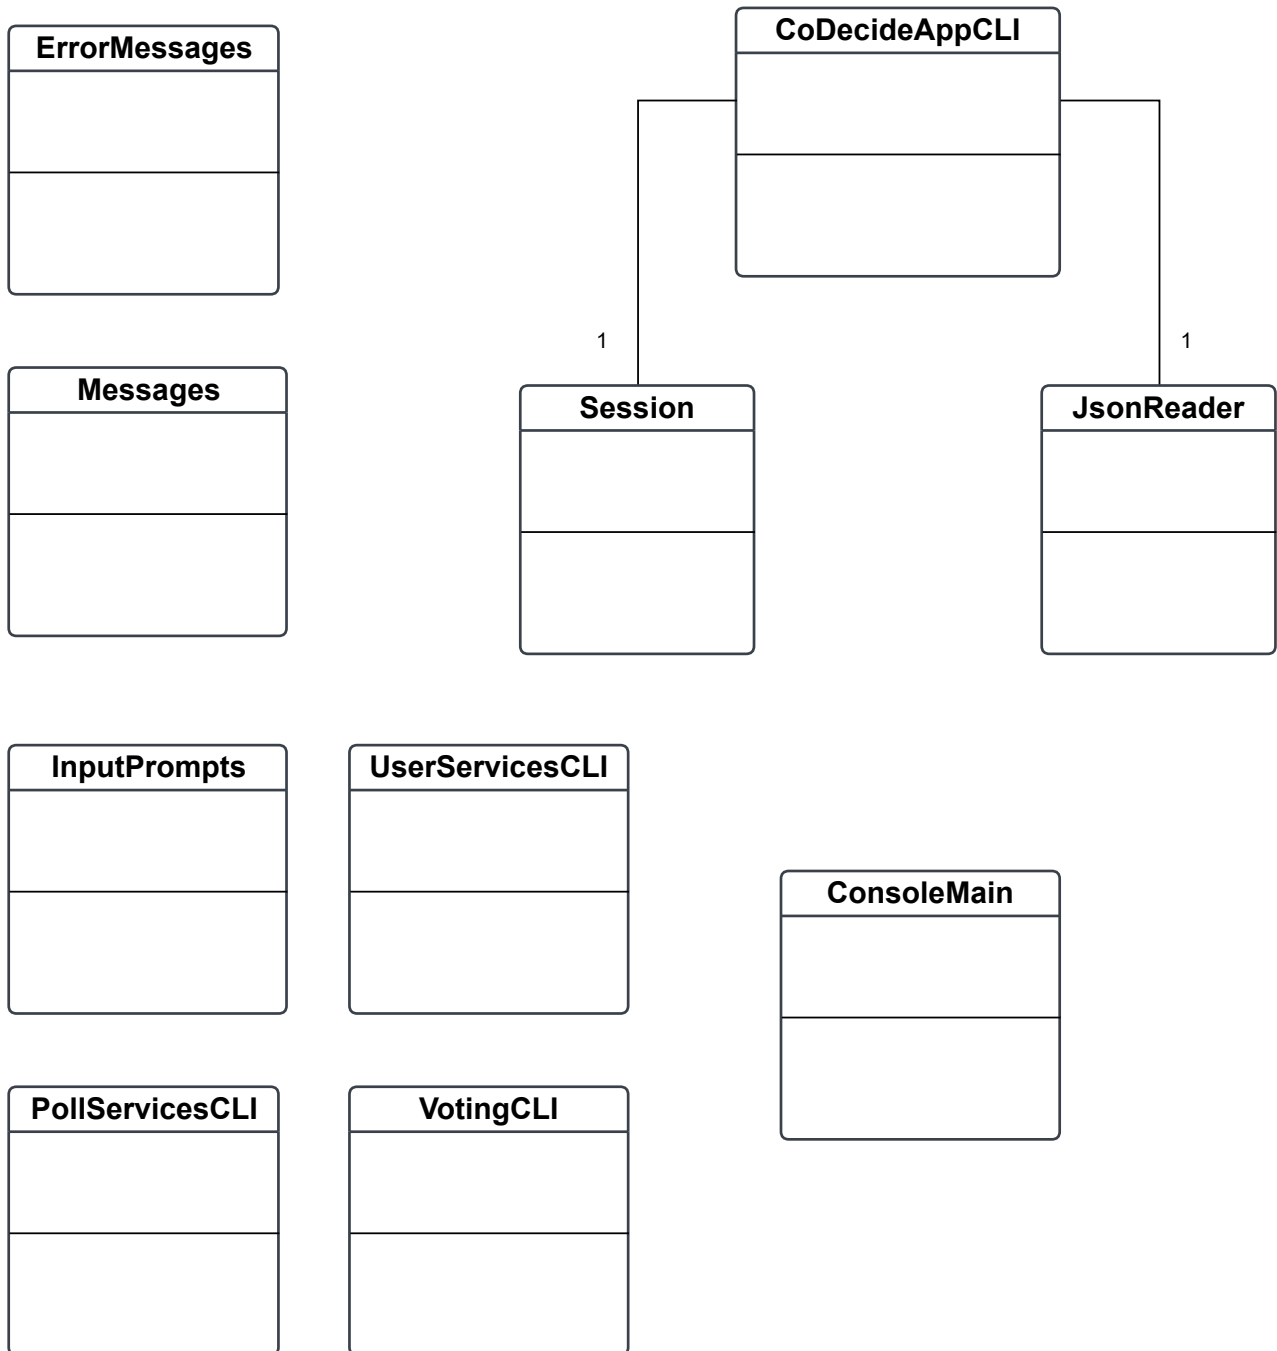 ErrorMessages
CoDecideAppCLI
1
1
Messages
Session
JsonReader
InputPrompts
UserServicesCLI
ConsoleMain
PollServicesCLI
VotingCLI